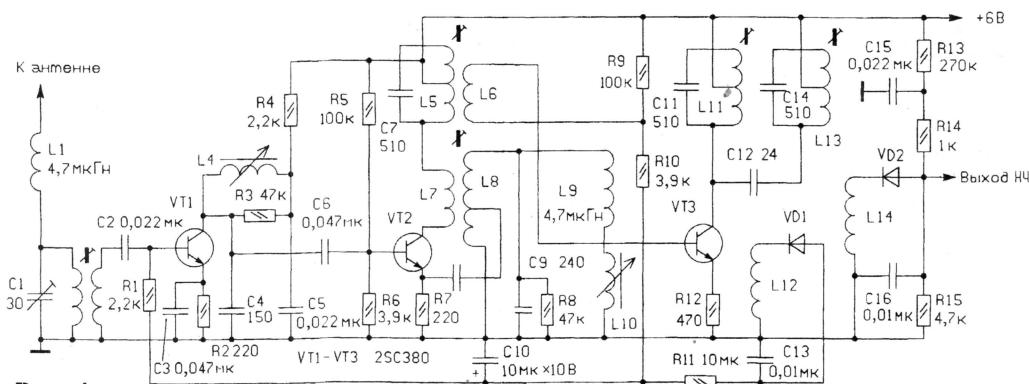 +6В
К антенне
L1
4,7мкГн
C1
30
C2 0,022мк
R1
2,2к
VT1
L4
R4
2,2к
R3 47к
C3 0,047мк
R2 220
C4
150
C5
0,022мк
C6
0,047мк
R5
100к
C7
510
L5
L6
L7
L8
VT2
R6
3,9к
R7
220
VT1-VT3 2SC380
C10
10мк×10В
+
C9 240
R8
47к
L9
4,7мкГн
L10
R9
100к
R10
3,9к
C11
510
L11
C12 24
VT3
R12
470
R11 10мк
L12
VD1
C13
0,01мк
C14
510
L13
C15
0,022мк
R13
270к
R14
1к
VD2
Выход НЧ
L14
C16
0,01мк
R15
4,7к